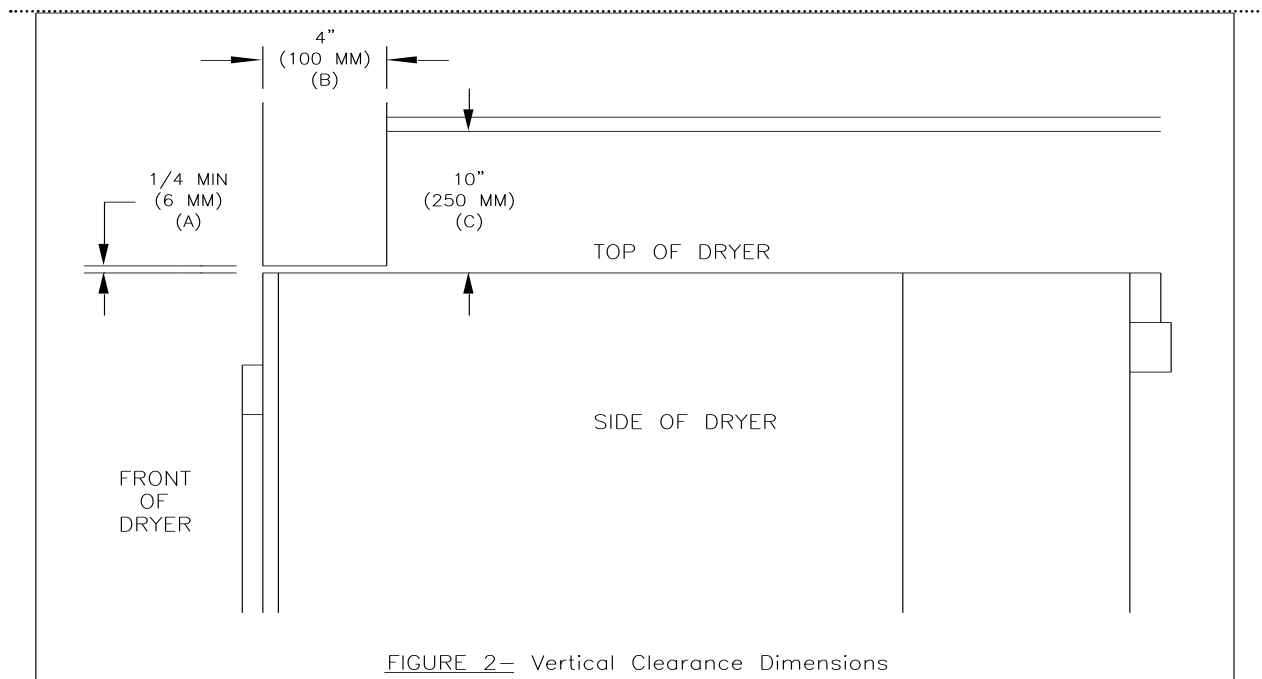 4”
(100 MM)
(B)
1/4 MIN
(6 MM)
(A)
10”
(250 MM)
(C)
TOP OF DRYER
SIDE OF DRYER
FRONT
OF
DRYER
FIGURE 2– Vertical Clearance Dimensions